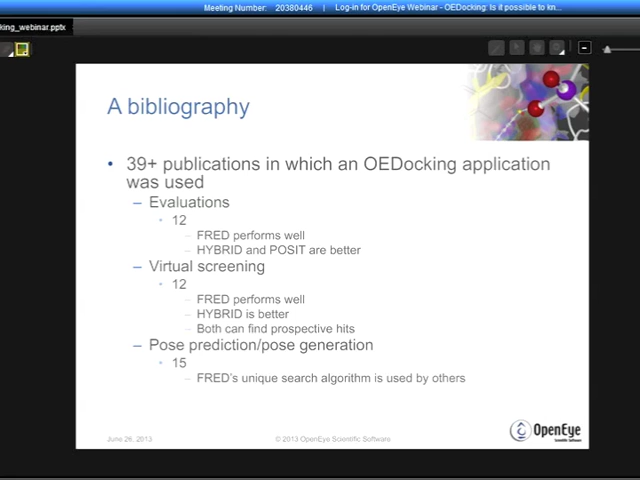 Meeting Number: 20380446 | Log-in for OpenEye Webinar - OEDocking: Is it possible to kn...
king_webinar.pptx
A bibliography
• 39+ publications in which an OEDocking application
was used
– Evaluations
• 12
– FRED performs well
– HYBRID and POSIT are better
– Virtual screening
• 12
– FRED performs well
– HYBRID is better
– Both can find prospective hits
– Pose prediction/pose generation
• 15
– FRED's unique search algorithm is used by others
June 26, 2013
© 2013 OpenEye Scientific Software
OpenEye
Scientific Software